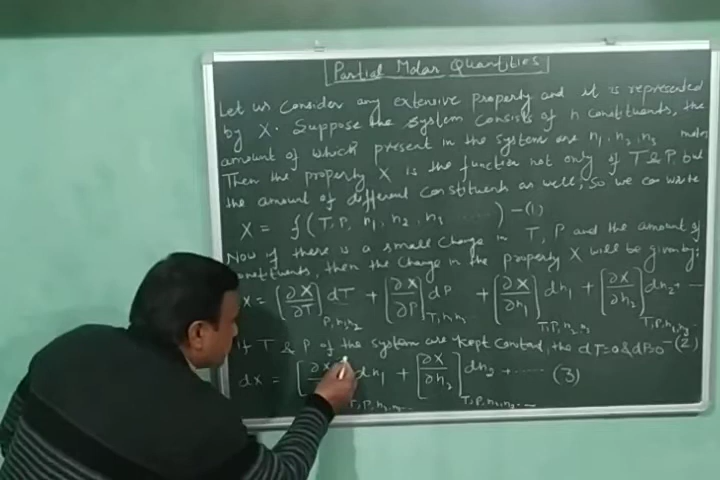 Partial Molar Quantities
Let us Consider any extensive Property and it is represented
by X. Suppose the System Consists of n Constituents, the
amount of which present in the system are n1, n2, n3 moles
Then the property X is the function not only of T & P, but
the amount of different Constituents as well, So we can write
X = f ( T, P, n1, n2, n3 ...... ) - (1)
Now if there is a small Change in T, P and the amount of
Constituents, then the Change in the property X will be given by:
X = [∂X/∂T] dT + [∂X/∂P] dP + [∂X/∂n1] dn1 + [∂X/∂n2] dn2 + ---
P, n1, n2 T, n1, n2 T, P, n2 T, P, n1
If T & P of the System are Kept Constant, the dT=0 & dP=0 - (2)
dX = [∂X dn1 + [∂X/∂n2] dn2 + ...... (3)
T, P, n2, n3... T, P, n1, n3 ---